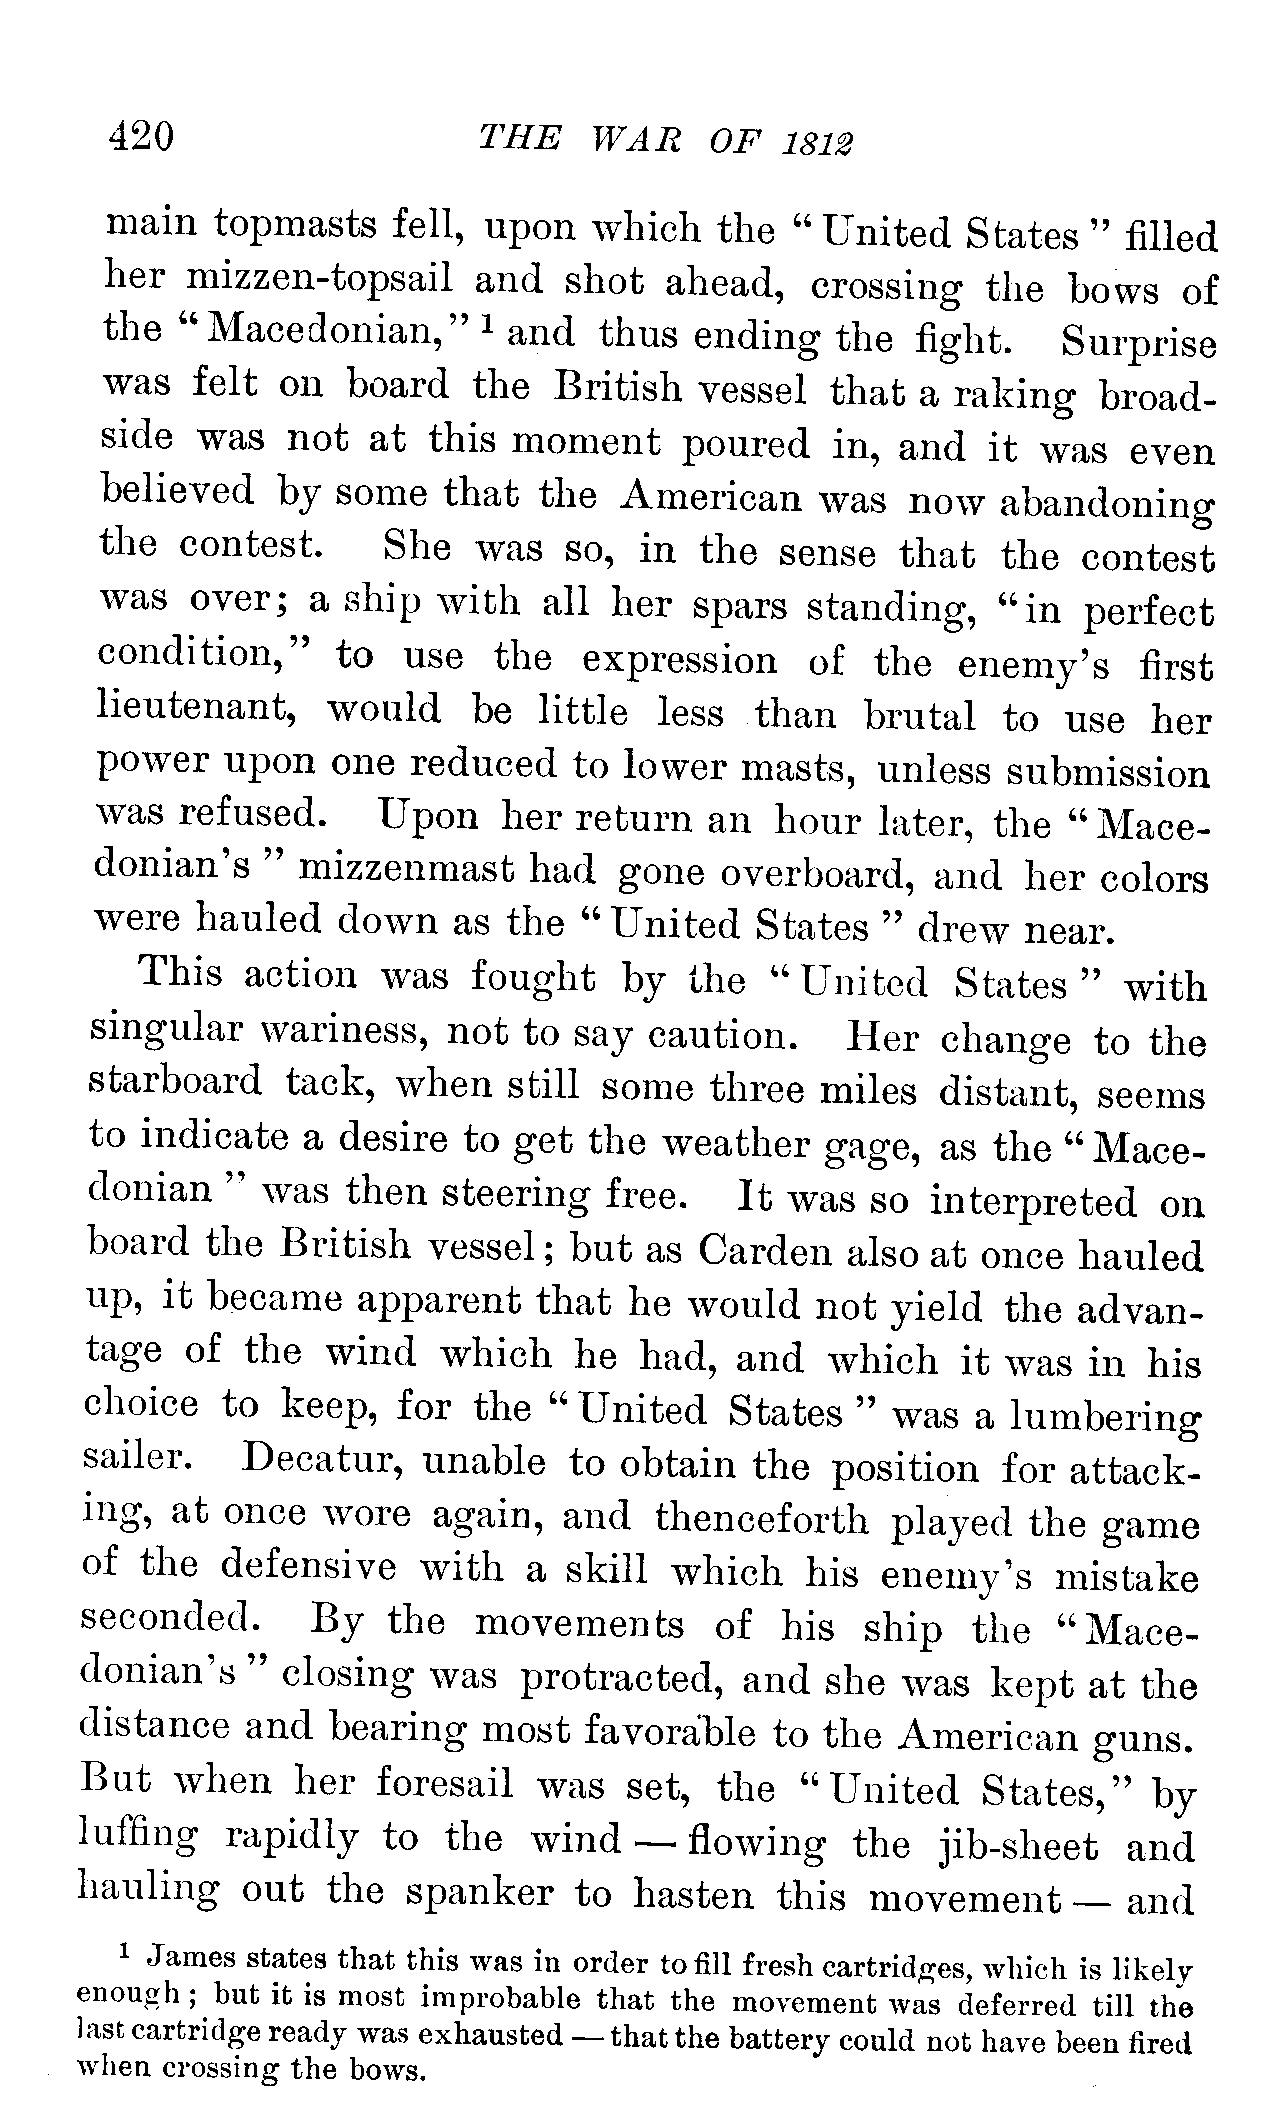 420 THE WAR OF 1812
main topmasts fell, upon which the “United States” filled
her mizzen-topsail and shot ahead, crossing the bows of
the “Macedonian,” 1 and thus ending the fight. Surprise
was felt on board the British vessel that a raking broad-
side was not at this moment poured in, and it was even
believed by some that the American was now abandoning
the contest. She was so, in the sense that the contest
was over; a ship with all her spars standing, “in perfect
condition,” to use the expression of the enemy’s first
lieutenant, would be little less than brutal to use her
power upon one reduced to lower masts, unless submission
was refused. Upon her return an hour later, the “Mace-
donian’s” mizzenmast had gone overboard, and her colors
were hauled down as the “United States” drew near.
This action was fought by the “United States” with
singular wariness, not to say caution. Her change to the
starboard tack, when still some three miles distant, seems
to indicate a desire to get the weather gage, as the “Mace-
donian” was then steering free. It was so interpreted on
board the British vessel; but as Carden also at once hauled
up, it became apparent that he would not yield the advan-
tage of the wind which he had, and which it was in his
choice to keep, for the “United States” was a lumbering
sailer. Decatur, unable to obtain the position for attack-
ing, at once wore again, and thenceforth played the game
of the defensive with a skill which his enemy’s mistake
seconded. By the movements of his ship the “Mace-
donian’s” closing was protracted, and she was kept at the
distance and bearing most favorable to the American guns.
But when her foresail was set, the “United States,” by
luffing rapidly to the wind — flowing the jib-sheet and
hauling out the spanker to hasten this movement — and
1 James states that this was in order to fill fresh cartridges, which is likely
enough; but it is most improbable that the movement was deferred till the
last cartridge ready was exhausted — that the battery could not have been fired
when crossing the bows.